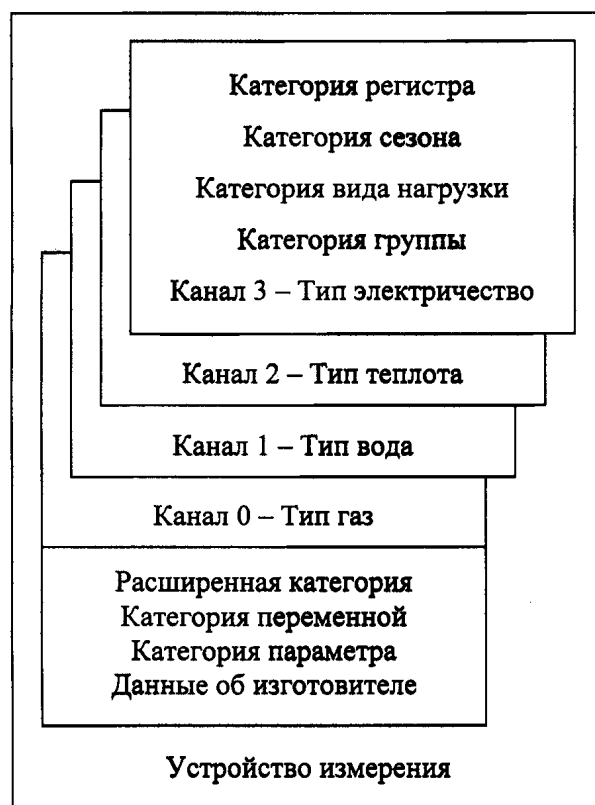 Категория регистра
Категория сезона
Категория вида нагрузки
Категория группы
Канал 3 – Тип электричество
Канал 2 – Тип теплота
Канал 1 – Тип вода
Канал 0 – Тип газ
Расширенная категория
Категория переменной
Категория параметра
Данные об изготовителе
Устройство измерения